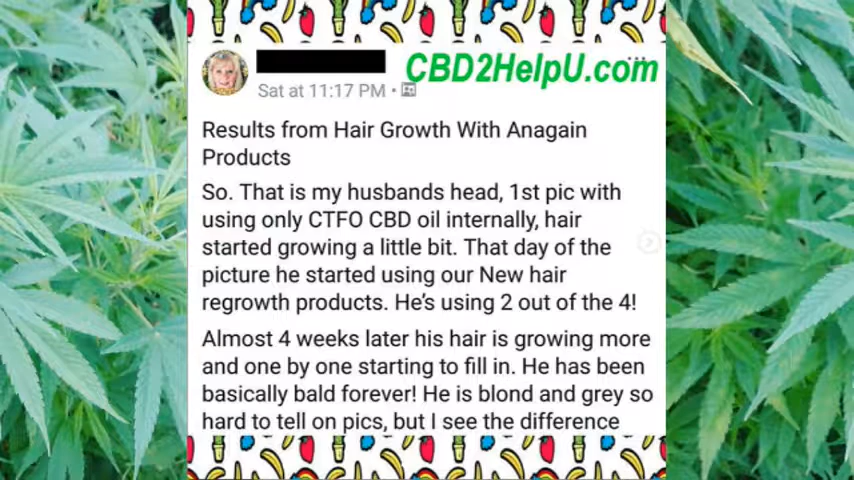 CBD2HelpU.com
Sat at 11:17 PM •
Results from Hair Growth With Anagain
Products
So. That is my husbands head, 1st pic with
using only CTFO CBD oil internally, hair
started growing a little bit. That day of the
picture he started using our New hair
regrowth products. He's using 2 out of the 4!
Almost 4 weeks later his hair is growing more
and one by one starting to fill in. He has been
basically bald forever! He is blond and grey so
hard to tell on pics, but I see the difference